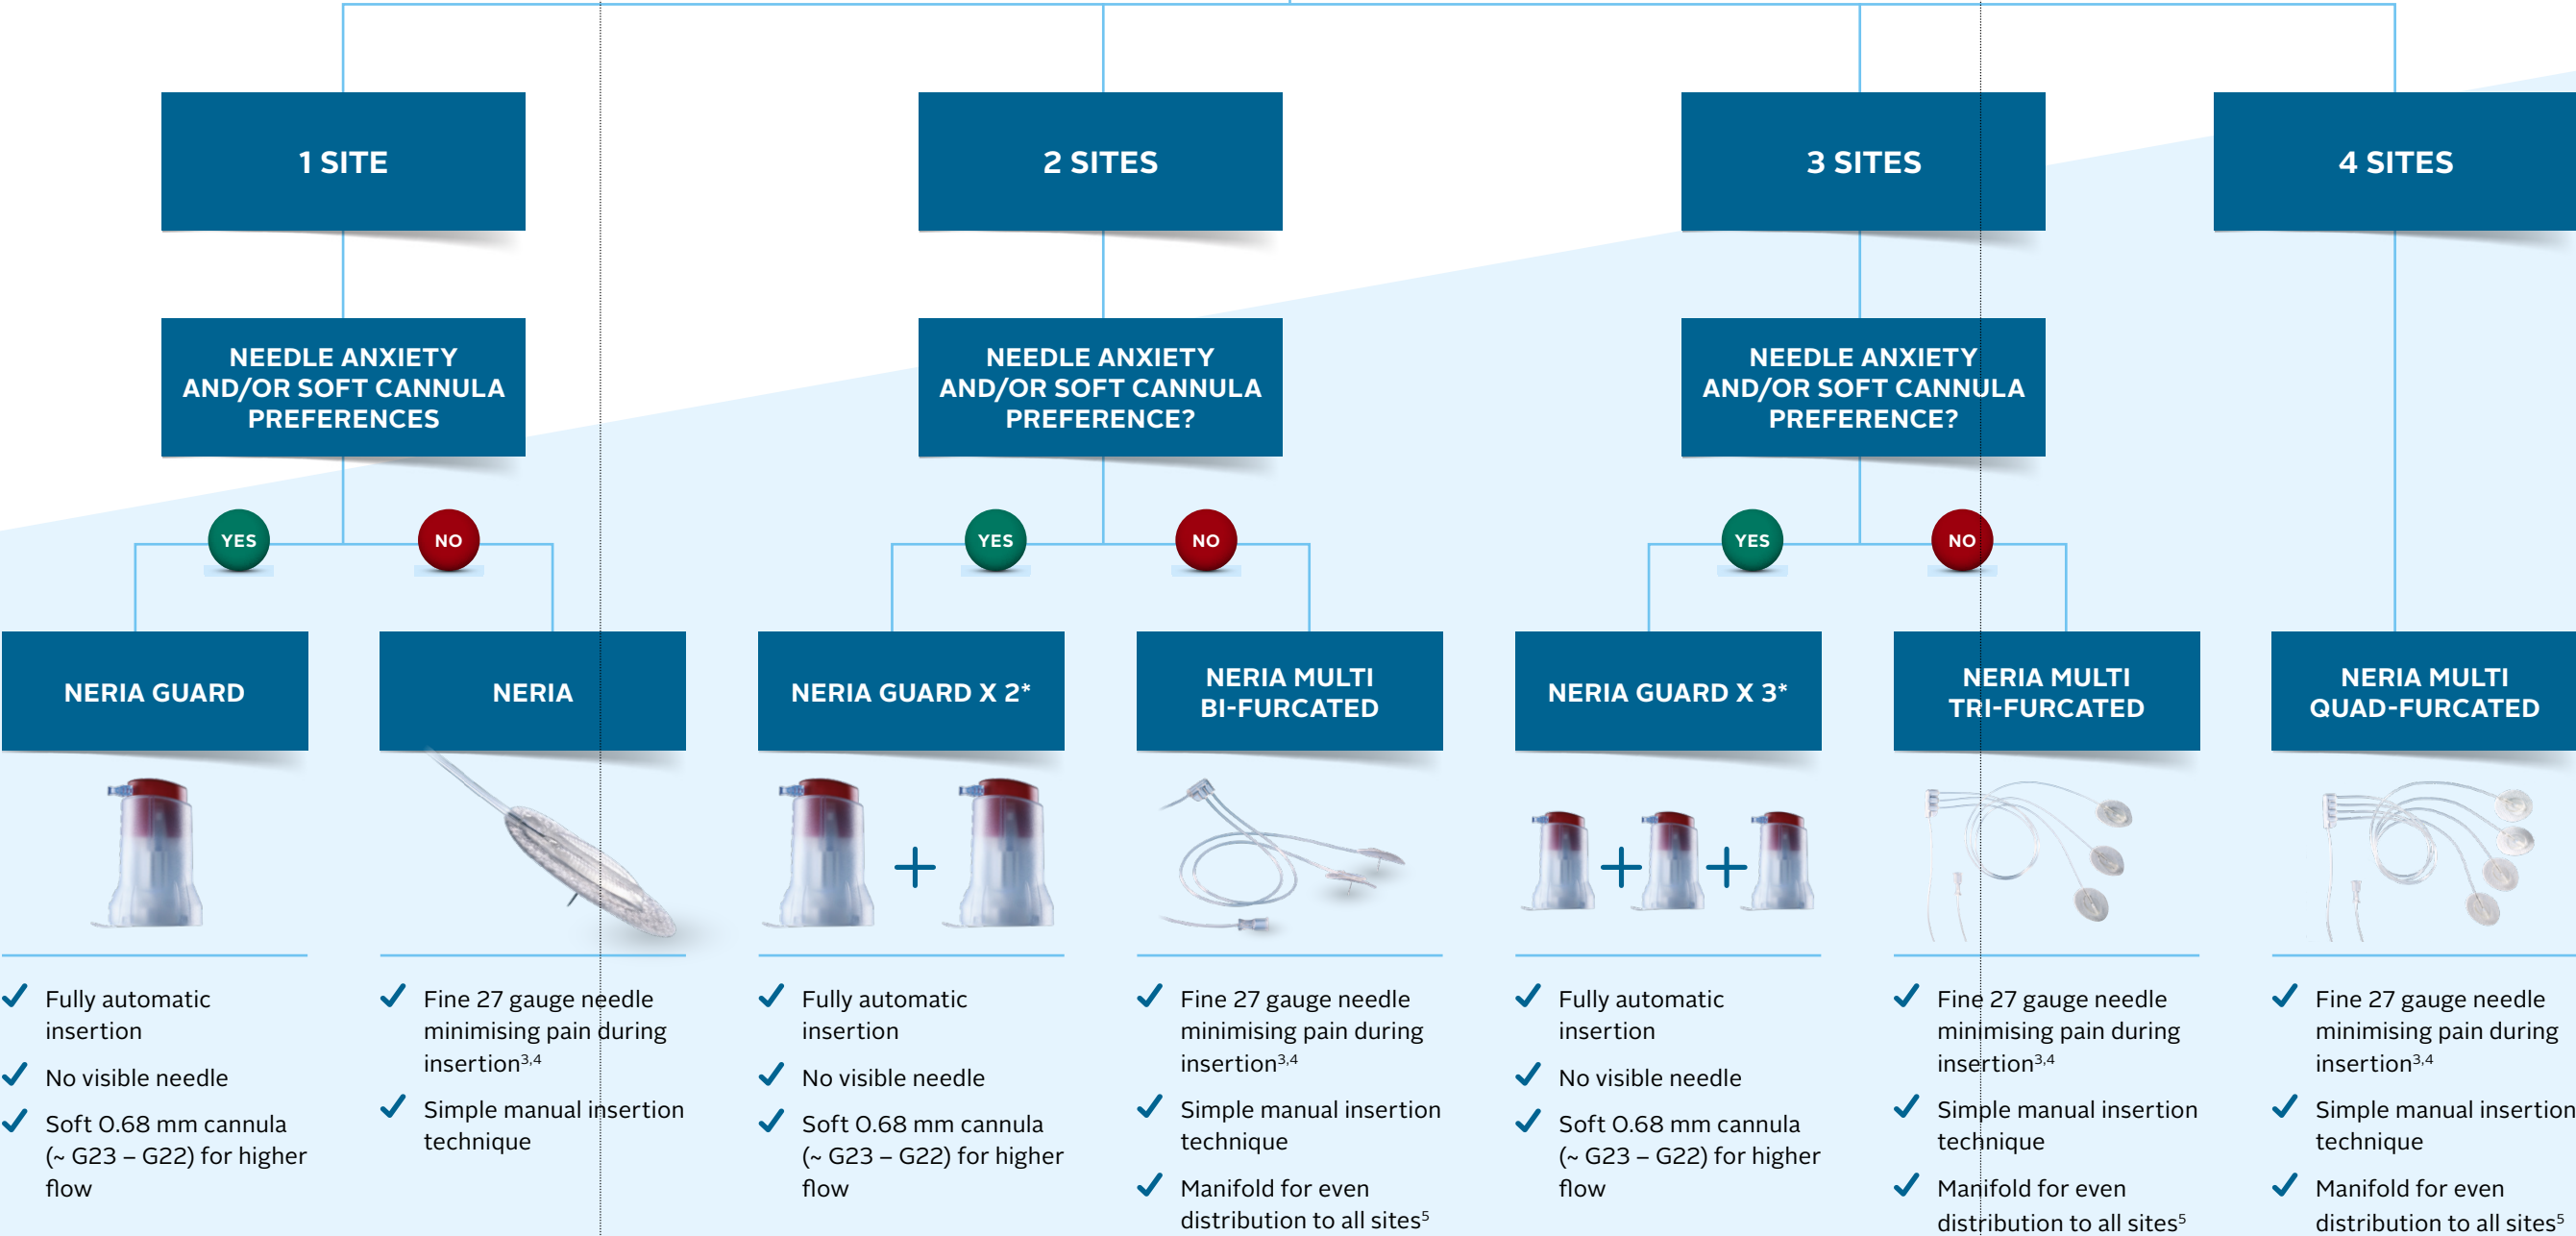 1 SITE
2 SITES
3 SITES
4 SITES
NEEDLE ANXIETY
AND/OR SOFT CANNULA
PREFERENCES
NEEDLE ANXIETY
AND/OR SOFT CANNULA
PREFERENCE?
NEEDLE ANXIETY
AND/OR SOFT CANNULA
PREFERENCE?
YES
NO
YES
NO
YES
NO
NERIA GUARD
NERIA
NERIA GUARD X 2*
NERIA MULTI
BI-FURCATED
NERIA GUARD X 3*
NERIA MULTI
TRI-FURCATED
NERIA MULTI
QUAD-FURCATED
Fully automatic
insertion
No visible needle
Soft 0.68 mm cannula
(~ G23 – G22) for higher
flow
Fine 27 gauge needle
minimising pain during
insertion3,4
Simple manual insertion
technique
Fully automatic
insertion
No visible needle
Soft 0.68 mm cannula
(~ G23 – G22) for higher
flow
Fine 27 gauge needle
minimising pain during
insertion3,4
Simple manual insertion
technique
Manifold for even
distribution to all sites5
Fully automatic
insertion
No visible needle
Soft 0.68 mm cannula
(~ G23 – G22) for higher
flow
Fine 27 gauge needle
minimising pain during
insertion3,4
Simple manual insertion
technique
Manifold for even
distribution to all sites5
Fine 27 gauge needle
minimising pain during
insertion3,4
Simple manual insertion
technique
Manifold for even
distribution to all sites5